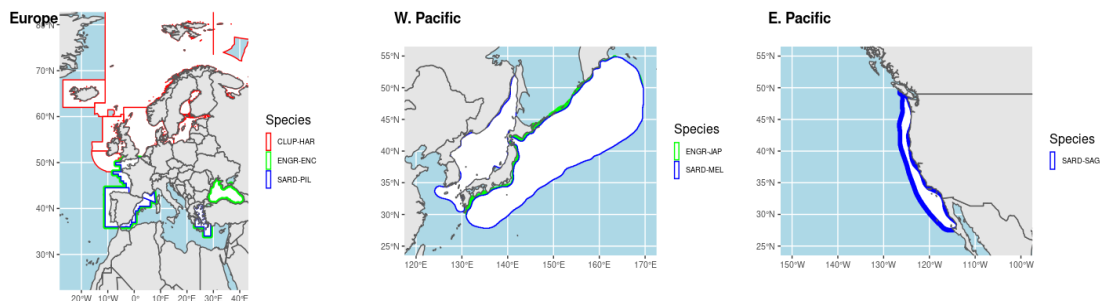 Europe
80°N
70°N
60°N
50°N
40°N
30°N
20°W
10°W
0°
10°E
20°E
30°E
40°E
Species
CLUP-HAR
ENGR-ENC
SARD-PIL
W. Pacific
55°N
50°N
45°N
40°N
35°N
30°N
25°N
120°E
130°E
140°E
150°E
160°E
170°E
Species
ENGR-JAP
SARD-MEL
E. Pacific
55°N
50°N
45°N
40°N
35°N
30°N
25°N
150°W
140°W
130°W
120°W
110°W
100°W
Species
SARD-SAG